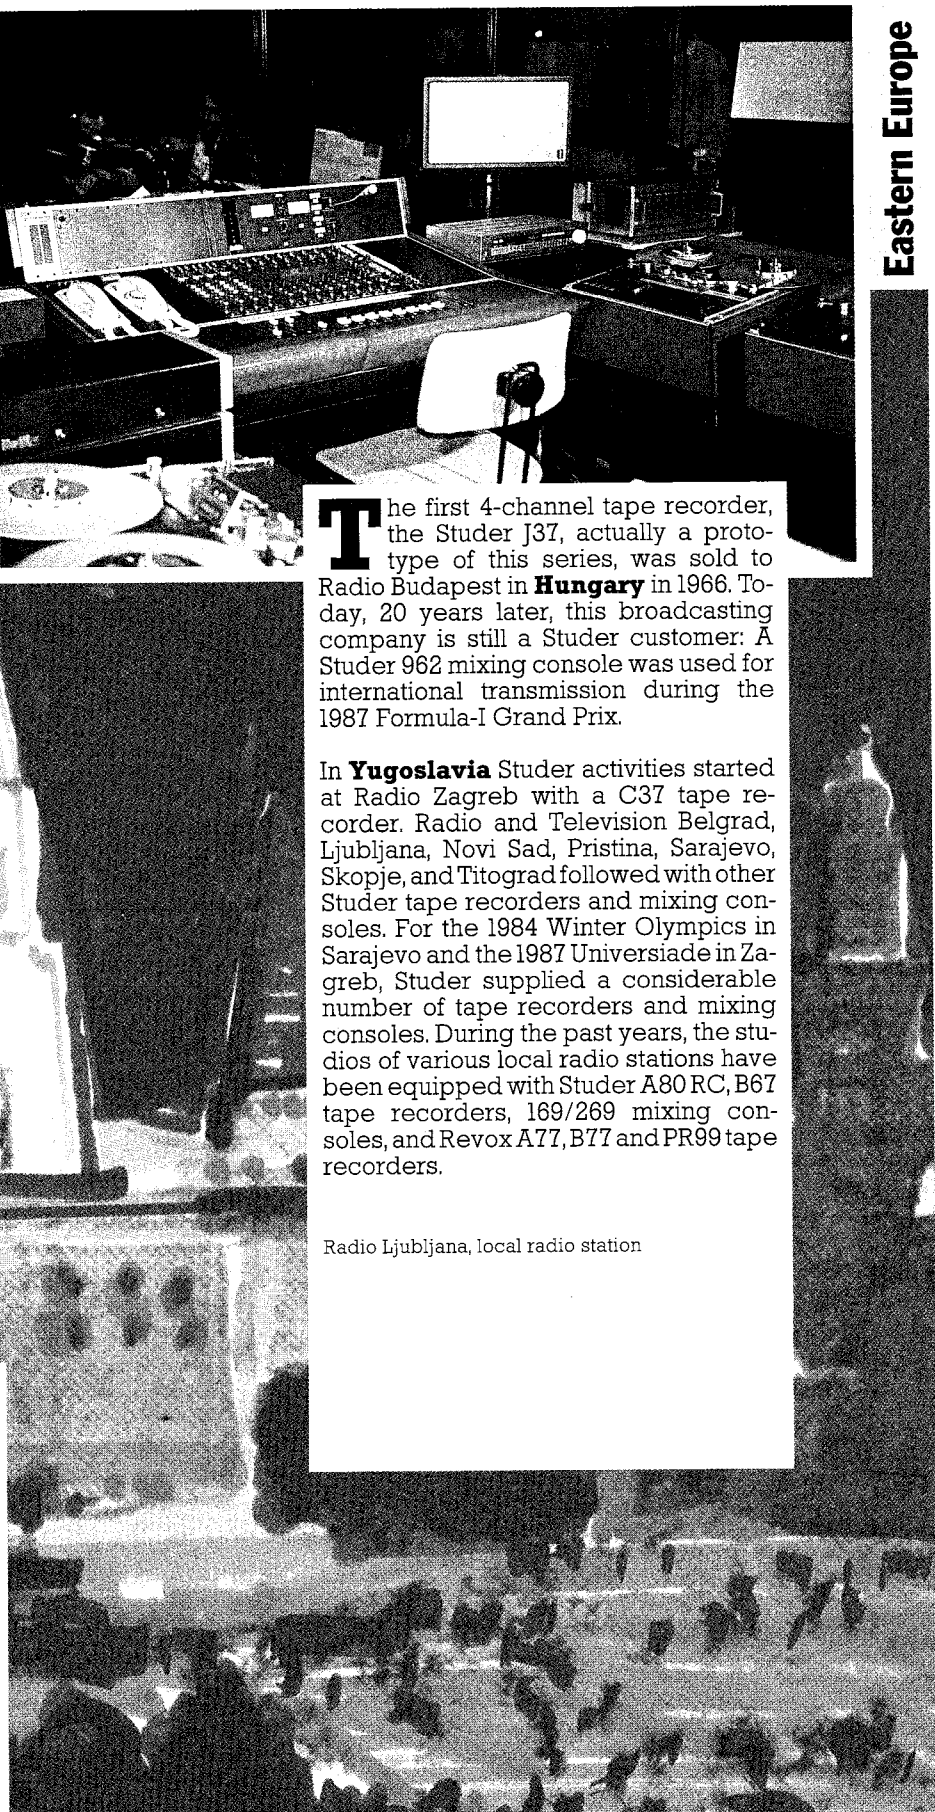 Eastern Europe
The first 4-channel tape recorder,
the Studer J37, actually a proto-
type of this series, was sold to
Radio Budapest in Hungary in 1966. To-
day, 20 years later, this broadcasting
company is still a Studer customer: A
Studer 962 mixing console was used for
international transmission during the
1987 Formula-I Grand Prix.
In Yugoslavia Studer activities started
at Radio Zagreb with a C37 tape re-
corder. Radio and Television Belgrad,
Ljubljana, Novi Sad, Pristina, Sarajevo,
Skopje, and Titograd followed with other
Studer tape recorders and mixing con-
soles. For the 1984 Winter Olympics in
Sarajevo and the 1987 Universiade in Za-
greb, Studer supplied a considerable
number of tape recorders and mixing
consoles. During the past years, the stu-
dios of various local radio stations have
been equipped with Studer A80 RC, B67
tape recorders, 169/269 mixing con-
soles, and Revox A77, B77 and PR99 tape
recorders.
Radio Ljubljana, local radio station